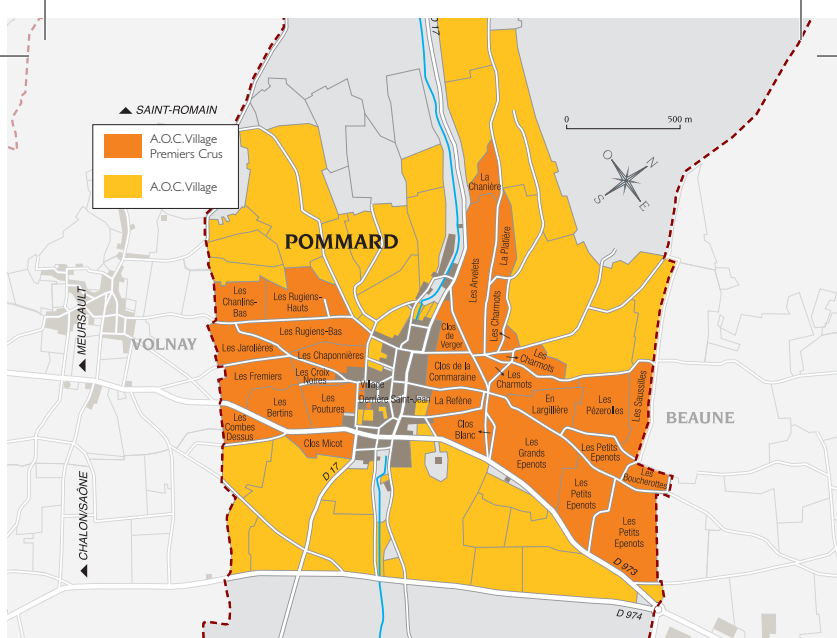 D 17
▲ SAINT-ROMAIN
A.O.C. Village
Premiers Crus
A.O.C. Village
0
500 m
O
N
S
E
POMMARD
La
Chanière
La Platière
Les Arvelets
Les Charmots
Clos
de
Verger
Les
Chanlins-
Bas
Les Rugiens-
Hauts
Les Rugiens-Bas
Les Jarolières
Les Chaponnières
Les Fremiers
Les Croix
Noires
Les
Bertins
Les
Poutures
Les
Combes
Dessus
Clos Micot
Village
Derrière Saint-Jean
Clos de la
Commaraine
La Refène
Clos
Blanc
Les
Charmots
Les
Charmots
En
Largillière
Les
Pézerolles
Les Saussilles
Les
Grands
Epenots
Les Petits
Epenots
Les
Boucherottes
Les
Petits
Epenots
Les
Petits
Epenots
VOLNAY
BEAUNE
▲ MEURSAULT
▲ CHALON/SAÔNE
D 17
D 973
D 974